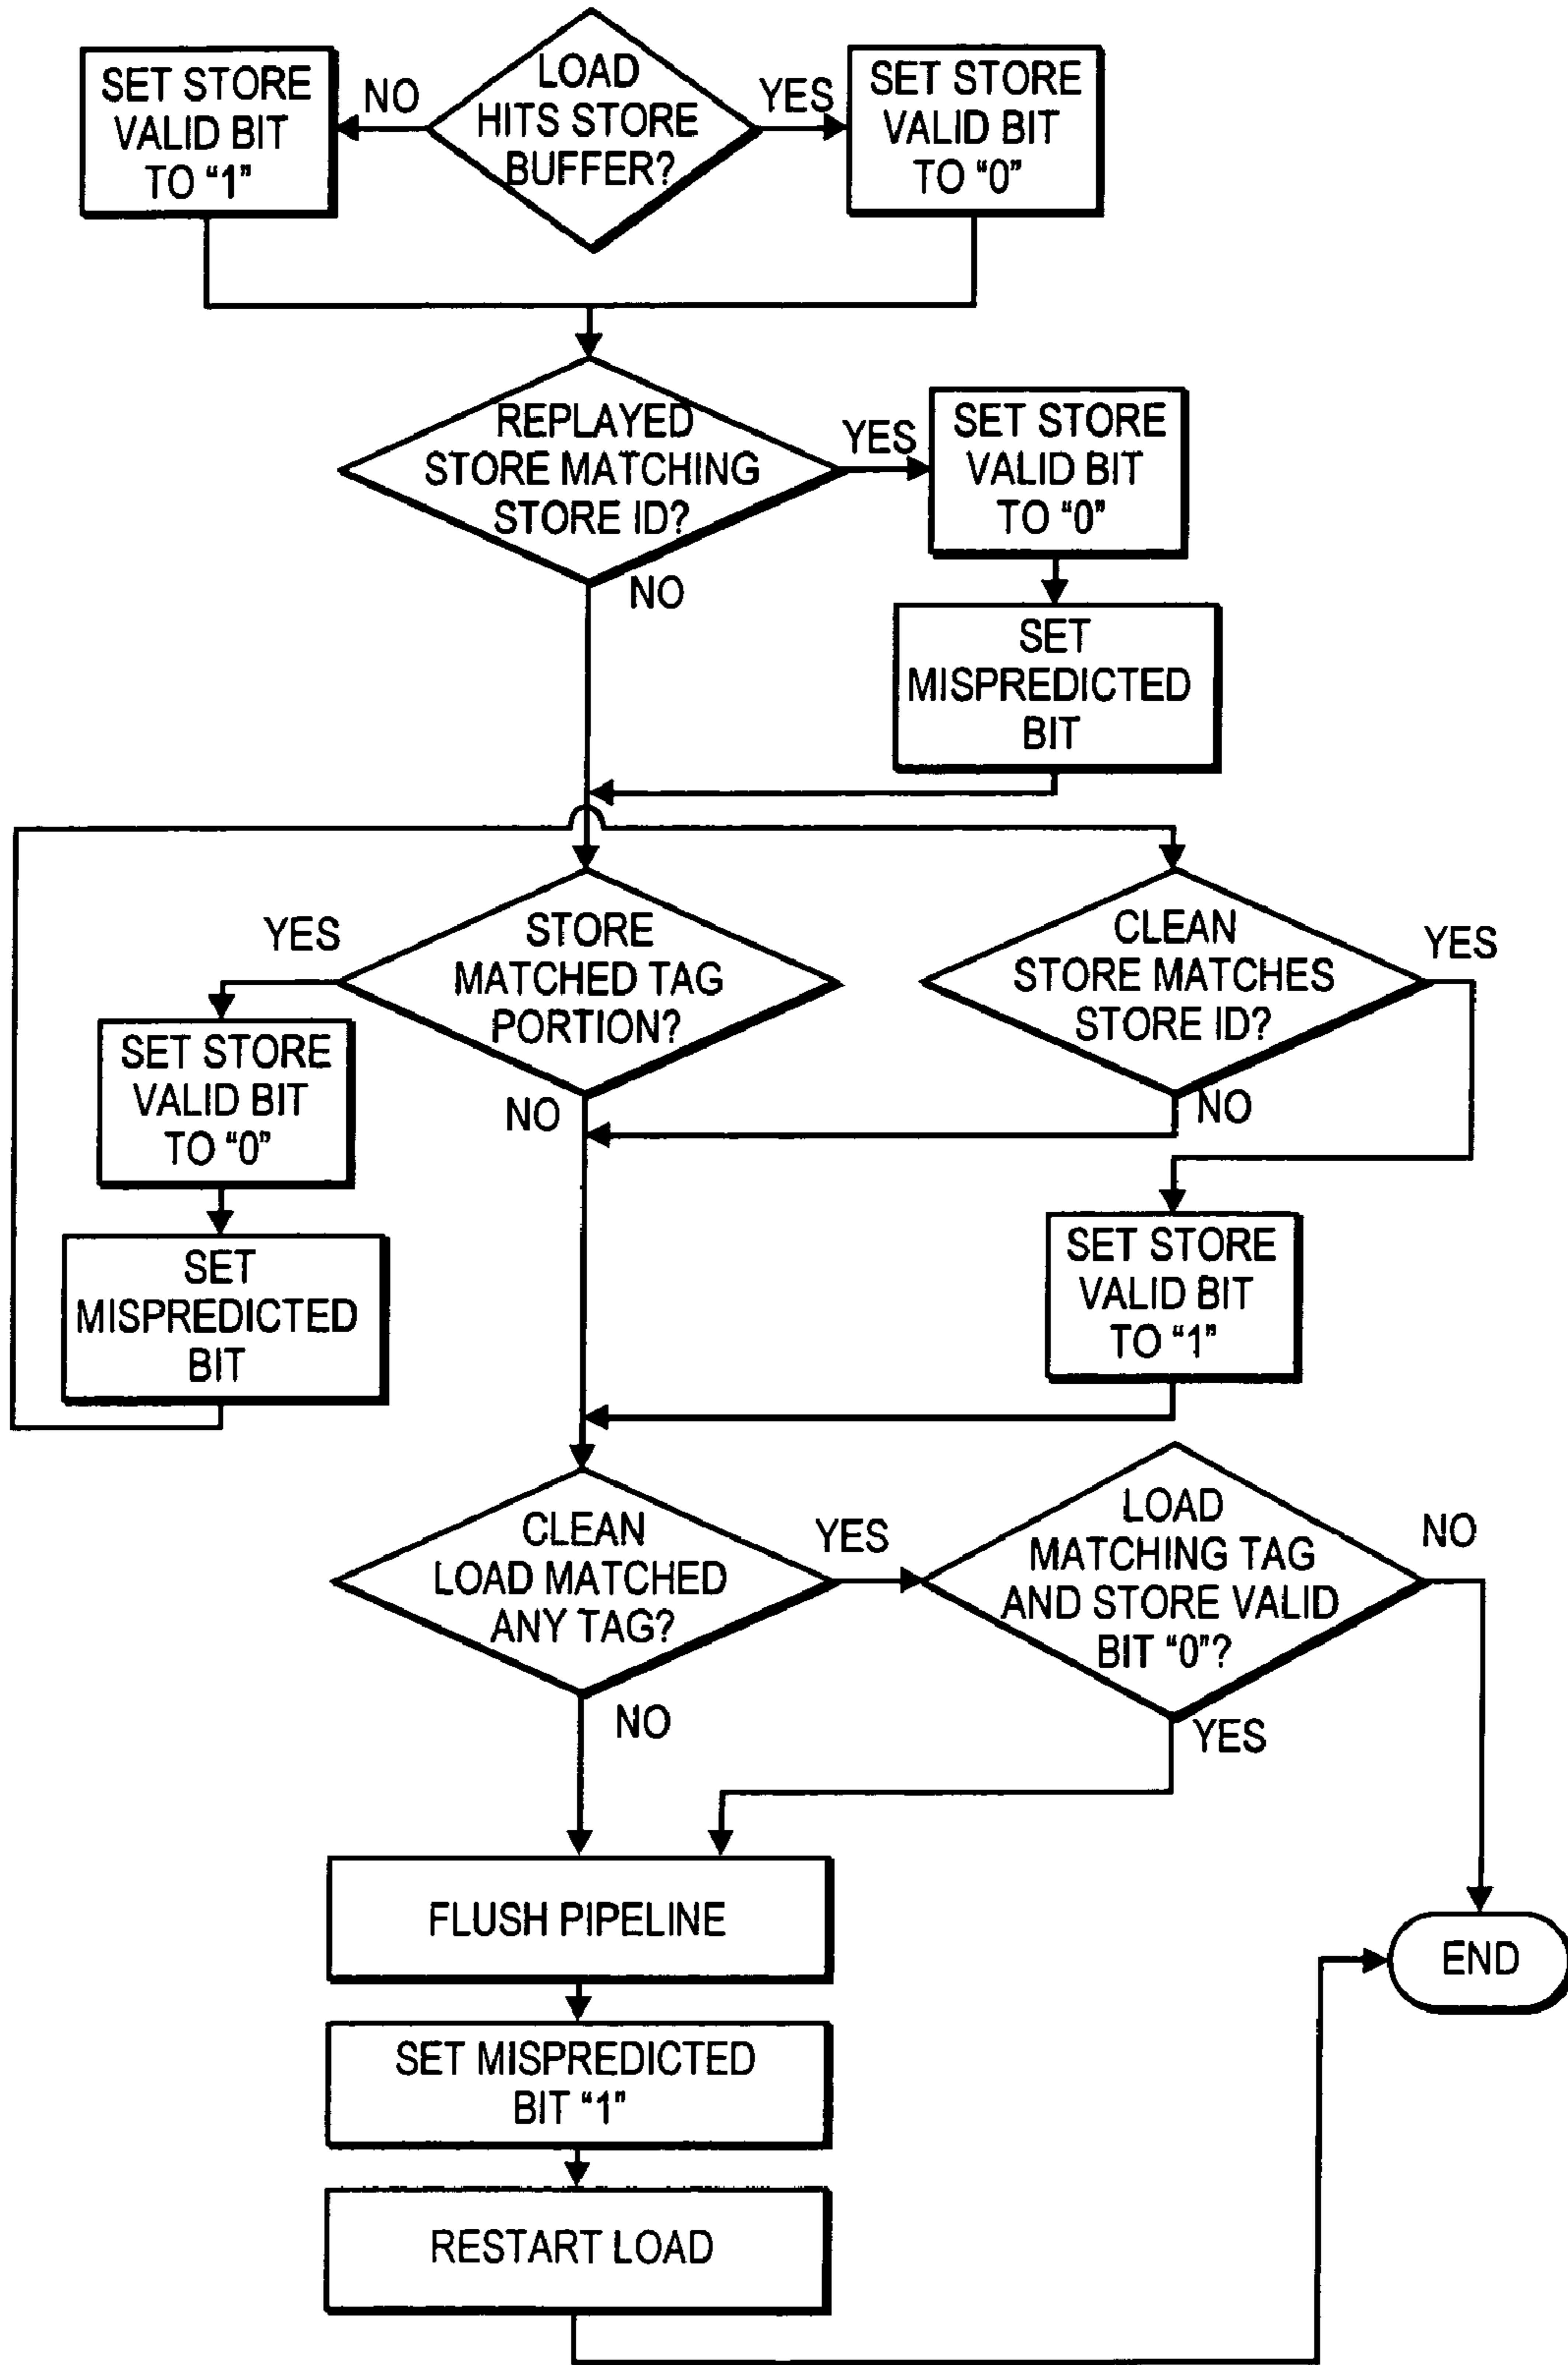 LOAD
HITS STORE
BUFFER?
NO
YES
SET STORE
VALID BIT
TO “1”
SET STORE
VALID BIT
TO “0”
REPLAYED
STORE MATCHING
STORE ID?
YES
NO
SET STORE
VALID BIT
TO “0”
SET
MISPREDICTED
BIT
STORE
MATCHED TAG
PORTION?
YES
NO
SET STORE
VALID BIT
TO “0”
SET
MISPREDICTED
BIT
CLEAN
STORE MATCHES
STORE ID?
YES
NO
SET STORE
VALID BIT
TO “1”
CLEAN
LOAD MATCHED
ANY TAG?
YES
NO
LOAD
MATCHING TAG
AND STORE VALID
BIT “0”?
NO
YES
FLUSH PIPELINE
SET MISPREDICTED
BIT “1”
RESTART LOAD
END